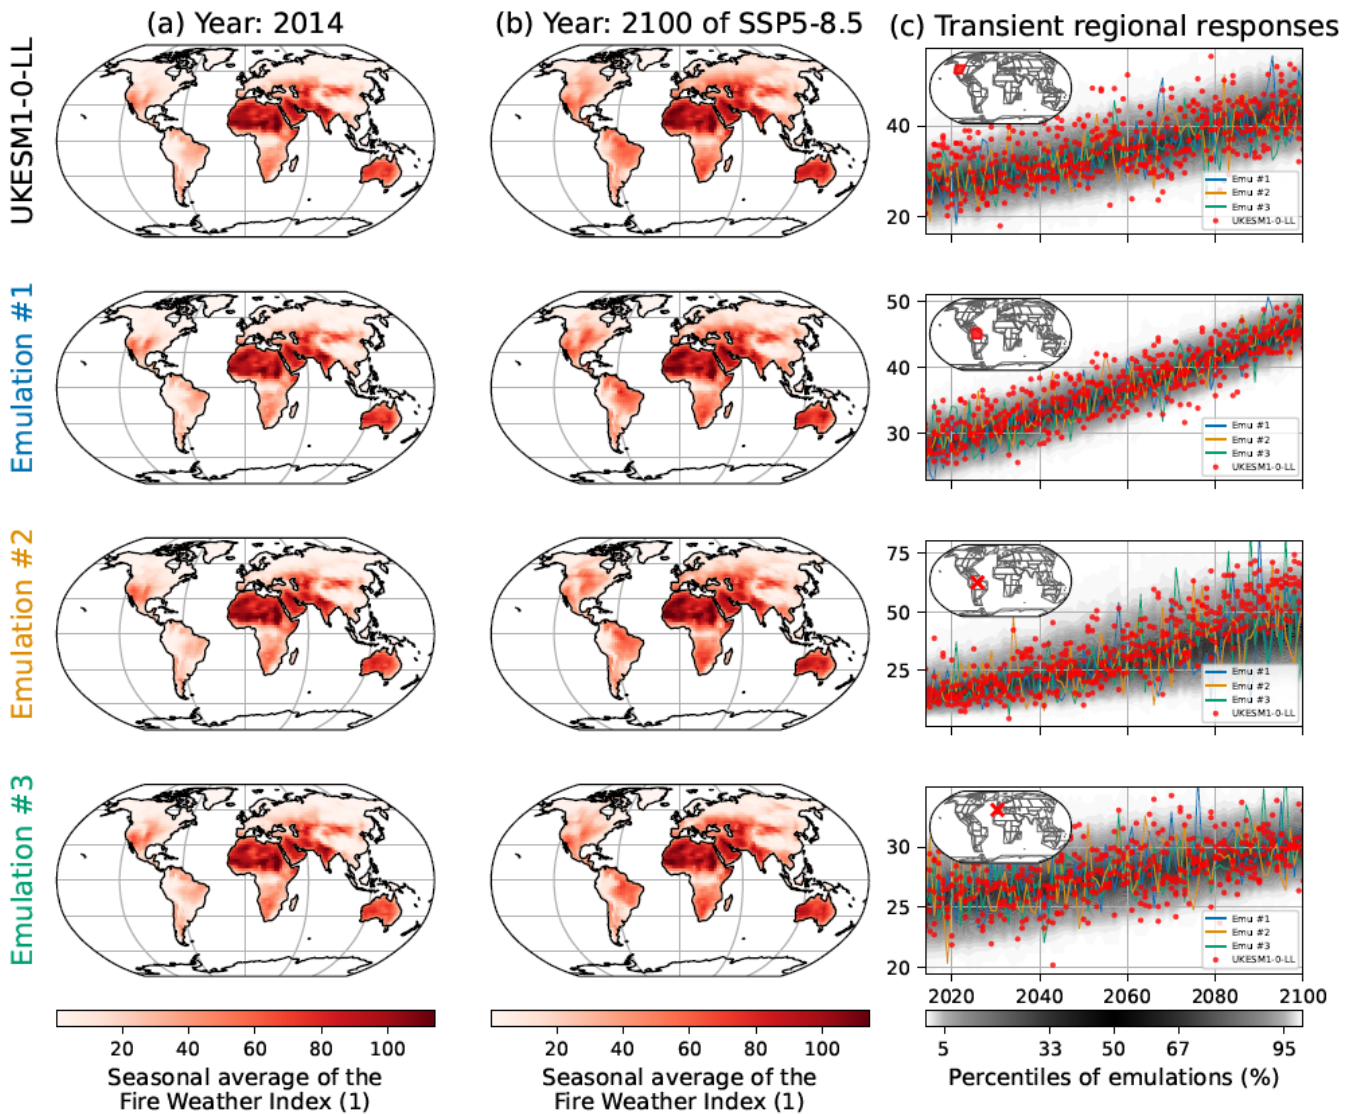 (a) Year: 2014
(b) Year: 2100 of SSP5-8.5
(c) Transient regional responses
UKESM1-0-LL
40
20
Emu #1
Emu #2
Emu #3
UKESM1-0-LL
Emulation #1
50
40
30
Emu #1
Emu #2
Emu #3
UKESM1-0-LL
Emulation #2
75
50
25
Emu #1
Emu #2
Emu #3
UKESM1-0-LL
Emulation #3
30
25
20
Emu #1
Emu #2
Emu #3
UKESM1-0-LL
2020 2040 2060 2080 2100
20 40 60 80 100
Seasonal average of the
Fire Weather Index (1)
20 40 60 80 100
Seasonal average of the
Fire Weather Index (1)
5 33 50 67 95
Percentiles of emulations (%)